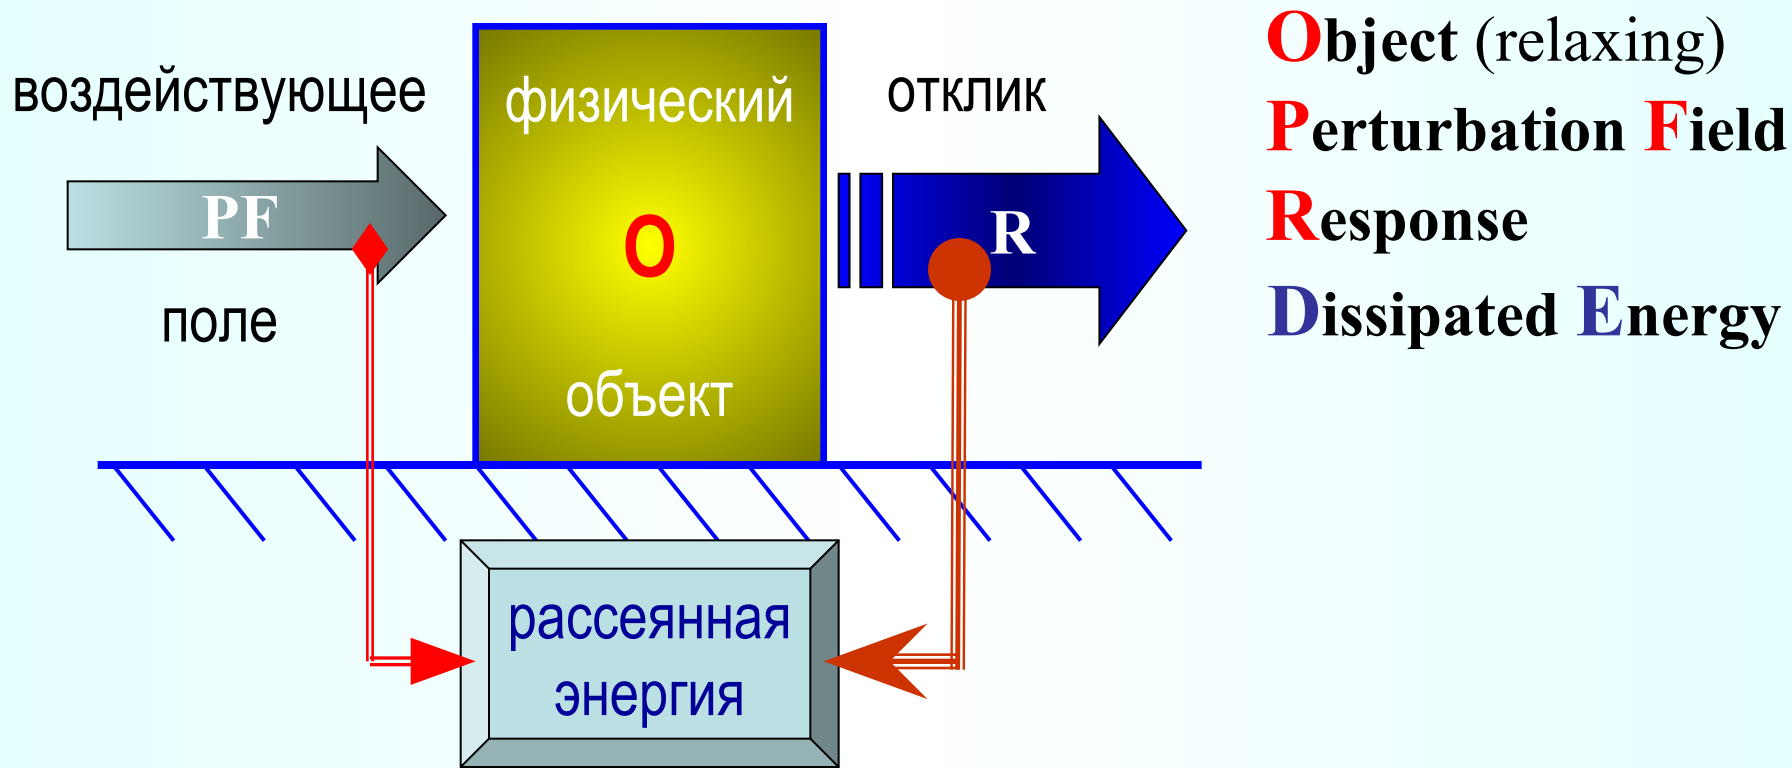 воздействующее
PF
поле
физический
O
объект
отклик
R
рассеянная
энергия
Object (relaxing)
Perturbation Field
Response
Dissipated Energy